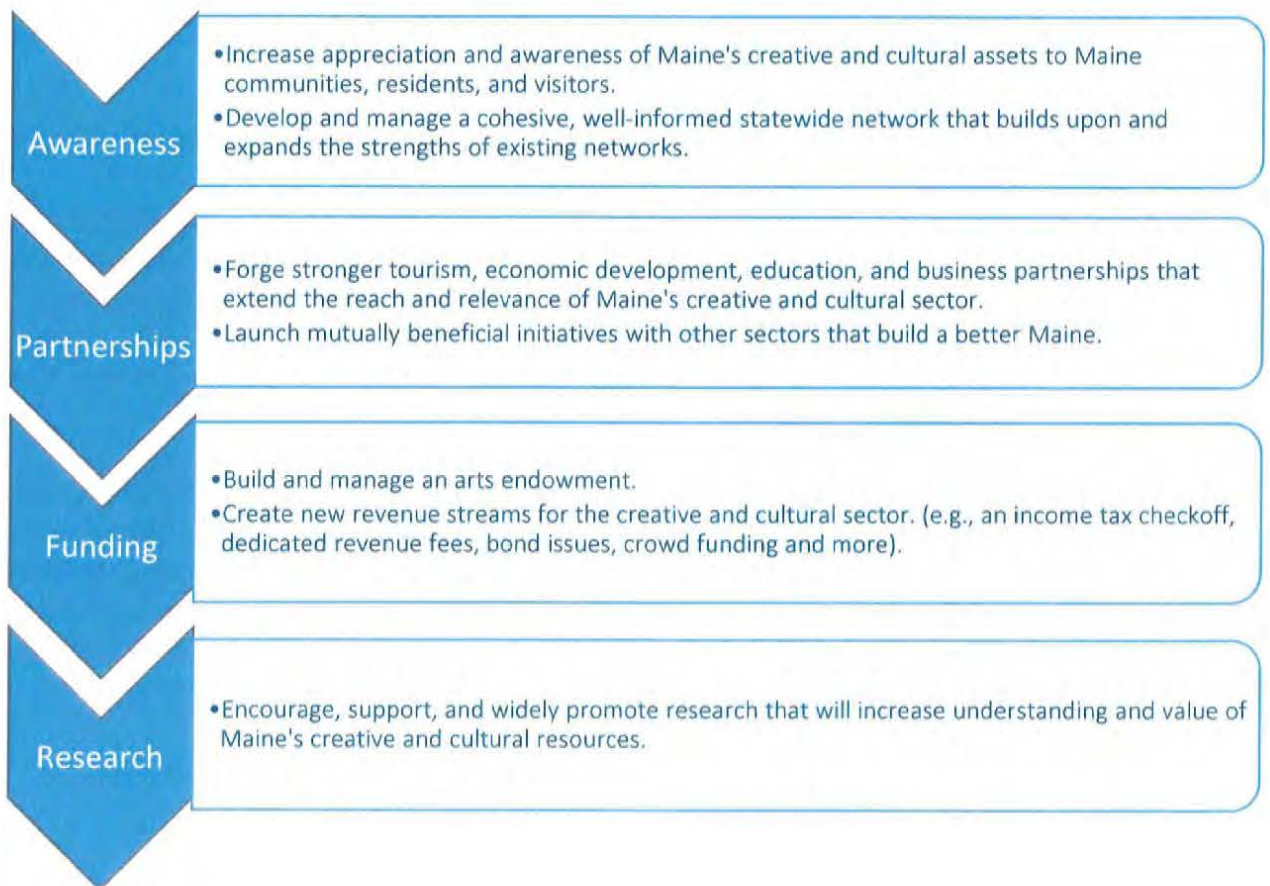 Awareness
•Increase appreciation and awareness of Maine's creative and cultural assets to Maine
communities, residents, and visitors.
•Develop and manage a cohesive, well-informed statewide network that builds upon and
expands the strengths of existing networks.
Partnerships
•Forge stronger tourism, economic development, education, and business partnerships that
extend the reach and relevance of Maine's creative and cultural sector.
•Launch mutually beneficial initiatives with other sectors that build a better Maine.
Funding
•Build and manage an arts endowment.
•Create new revenue streams for the creative and cultural sector. (e.g., an income tax checkoff,
dedicated revenue fees, bond issues, crowd funding and more).
Research
•Encourage, support, and widely promote research that will increase understanding and value of
Maine's creative and cultural resources.